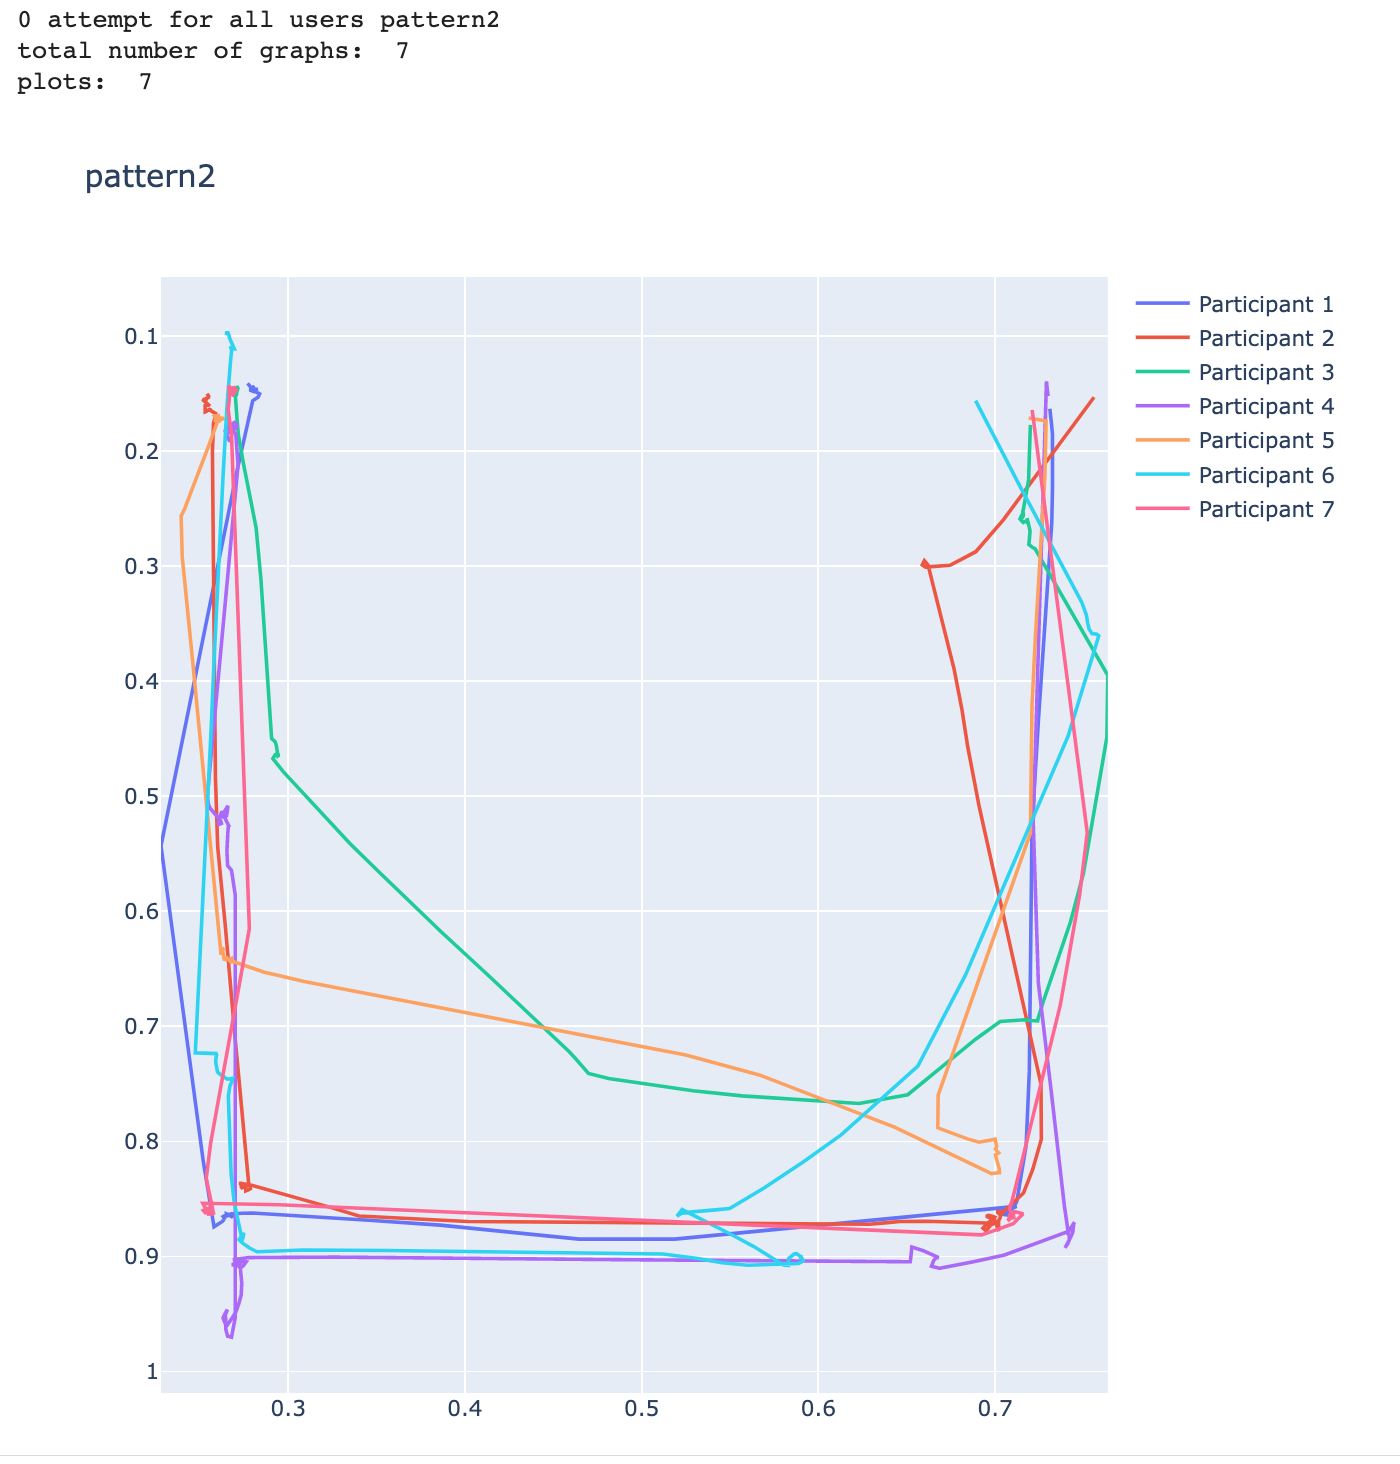 0 attempt for all users pattern2
total number of graphs:  7
plots:  7
pattern2
Participant 1
Participant 2
Participant 3
Participant 4
Participant 5
Participant 6
Participant 7
0.1
0.2
0.3
0.4
0.5
0.6
0.7
0.8
0.9
1
0.3 0.4 0.5 0.6 0.7